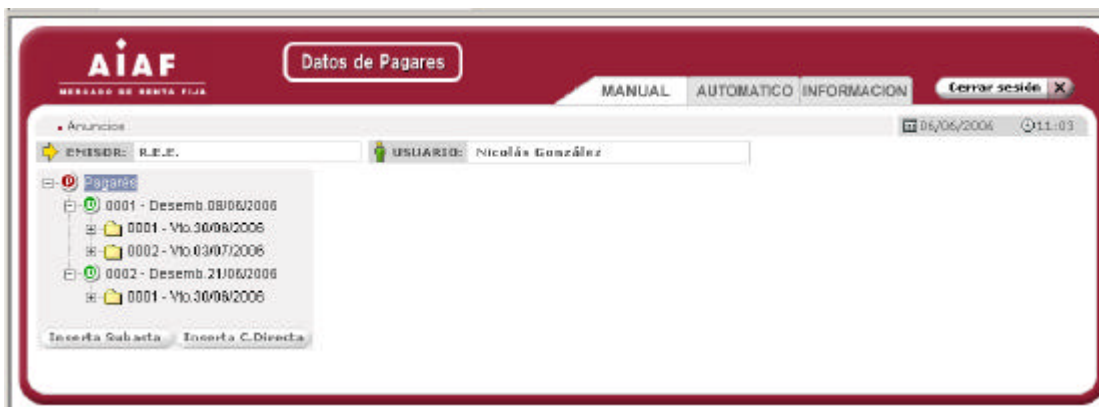 AIAF
MERCADO DE RENTA FIJA
Datos de Pagares
MANUAL AUTOMATICO INFORMACION Cerrar sesión X
Anuncios 06/06/2006 11:03
EMISOR: R.E.E. USUARIO: Nicolás González
Pagarés
0001 - Desemb.08/06/2006
0001 - Vto.30/08/2006
0002 - Vto.03/07/2006
0002 - Desemb.21/06/2006
0001 - Vto.30/08/2006
Inserta Subasta Inserta C.Directa